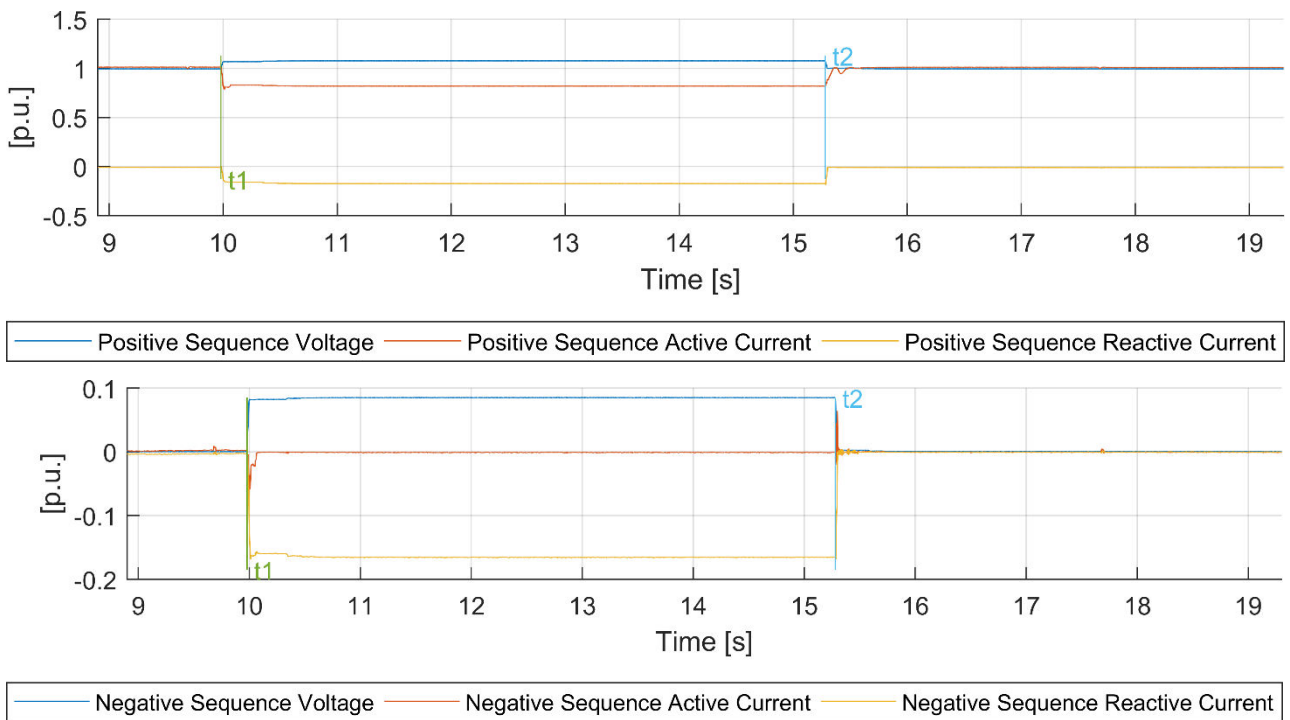 1.5
1
0.5
0
-0.5
[p.u.]
t1
t2
9 10 11 12 13 14 15 16 17 18 19
Time [s]
Positive Sequence Voltage Positive Sequence Active Current Positive Sequence Reactive Current
0.1
0
-0.1
-0.2
[p.u.]
t1
t2
9 10 11 12 13 14 15 16 17 18 19
Time [s]
Negative Sequence Voltage Negative Sequence Active Current Negative Sequence Reactive Current